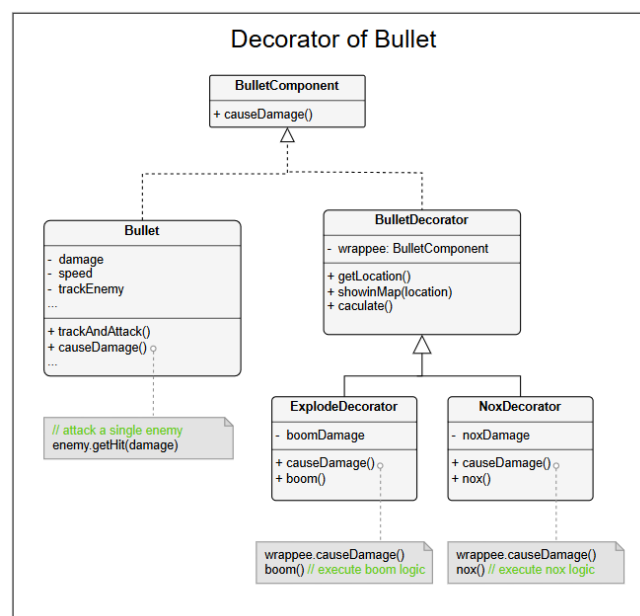 Decorator of Bullet
BulletComponent
+ causeDamage()
Bullet
- damage
- speed
- trackEnemy
...
+ trackAndAttack()
+ causeDamage()
...
// attack a single enemy
enemy.getHit(damage)
BulletDecorator
- wrappee: BulletComponent
+ getLocation()
+ showinMap(location)
+ caculate()
ExplodeDecorator
- boomDamage
+ causeDamage()
+ boom()
wrappee.causeDamage()
boom() // execute boom logic
NoxDecorator
- noxDamage
+ causeDamage()
+ nox()
wrappee.causeDamage()
nox() // execute nox logic